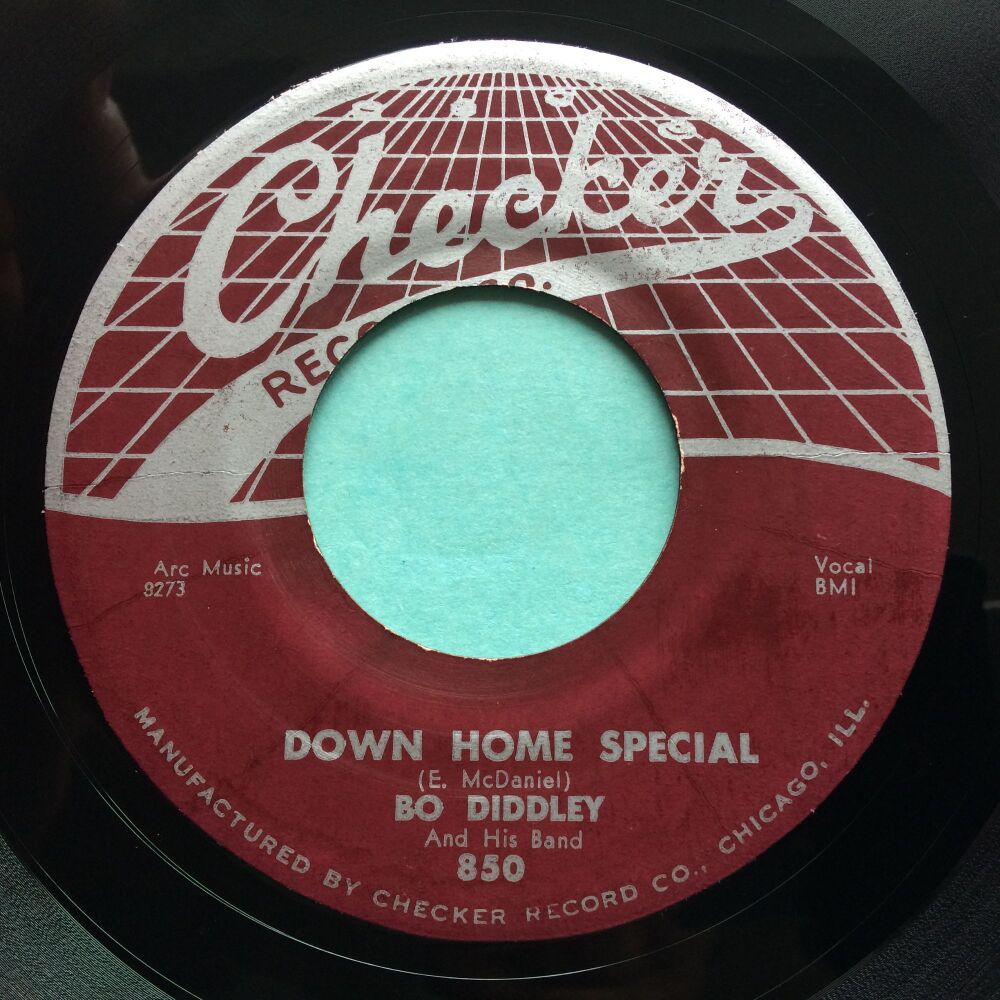 Checker
Arc Music
8273
Vocal
BMI
DOWN HOME SPECIAL
(E. McDaniel)
BO DIDDLEY
And His Band
850
MANUFACTURED BY CHECKER RECORD CO., CHICAGO, ILL.